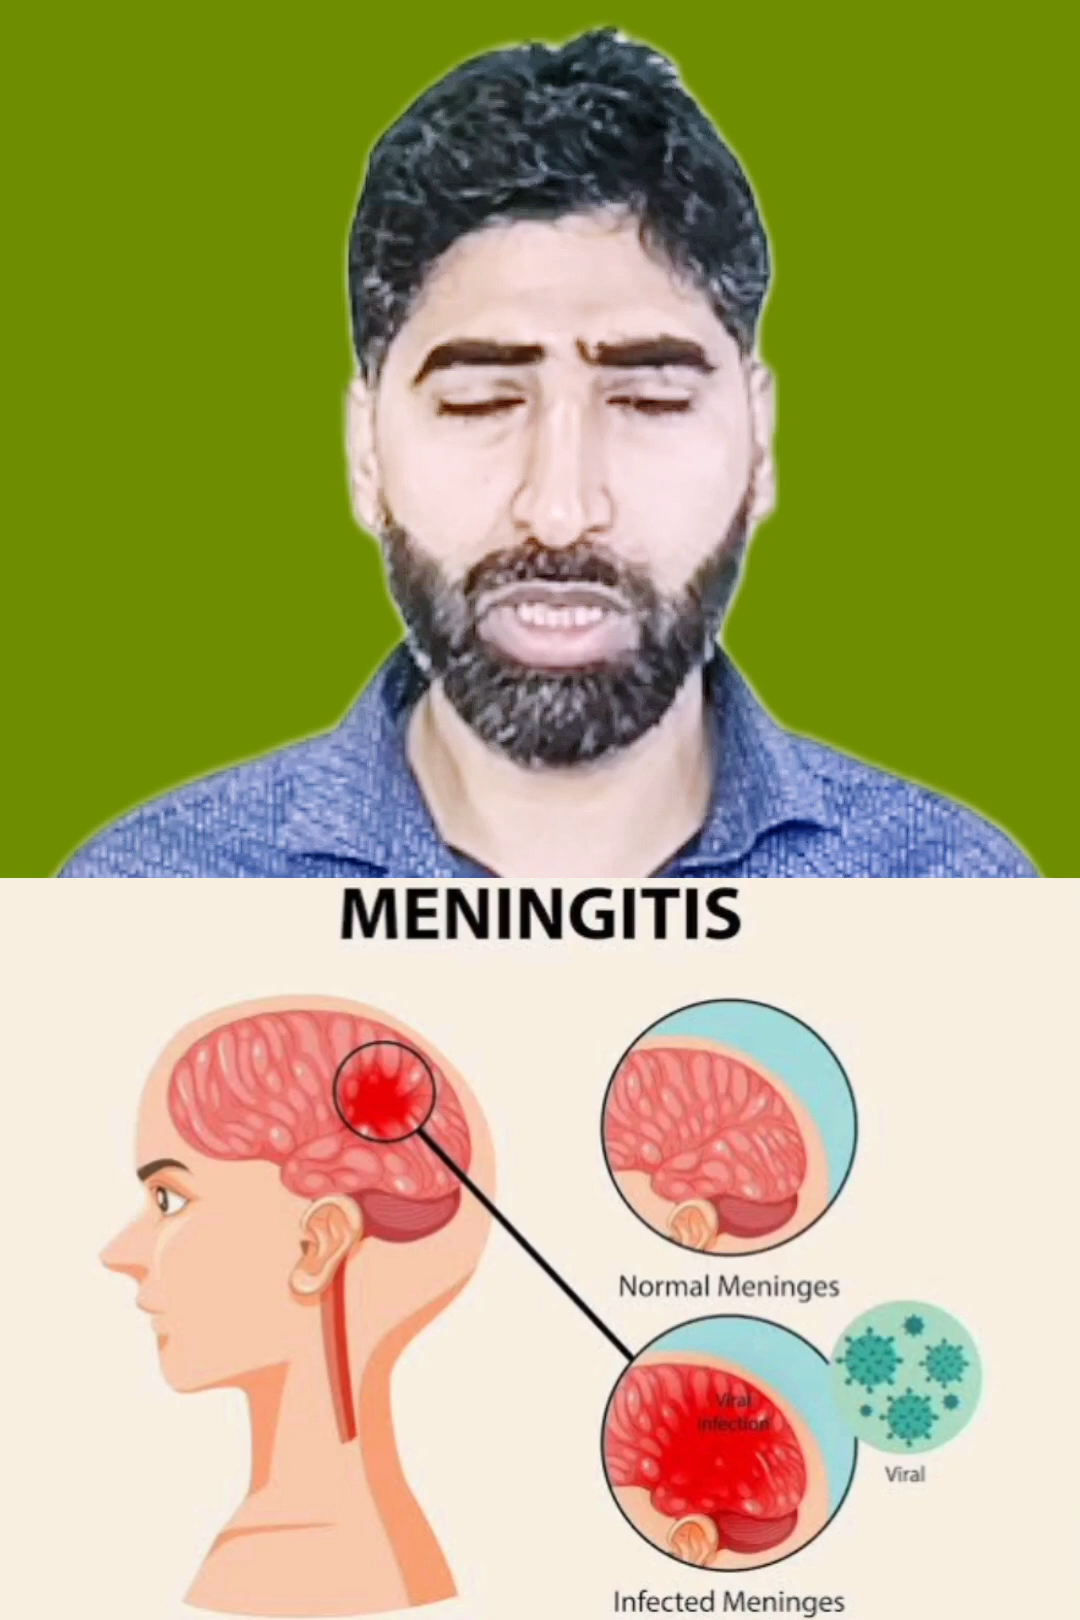 MENINGITIS
Normal Meninges
Viral
infection
Viral
Infected Meninges